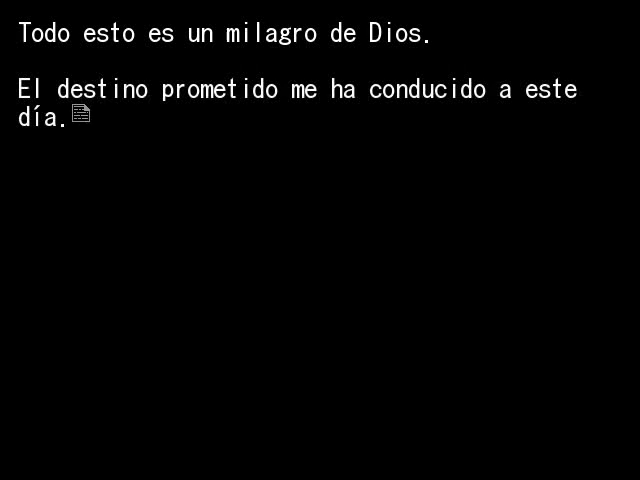 Todo esto es un milagro de Dios.
El destino prometido me ha conducido a este
día.